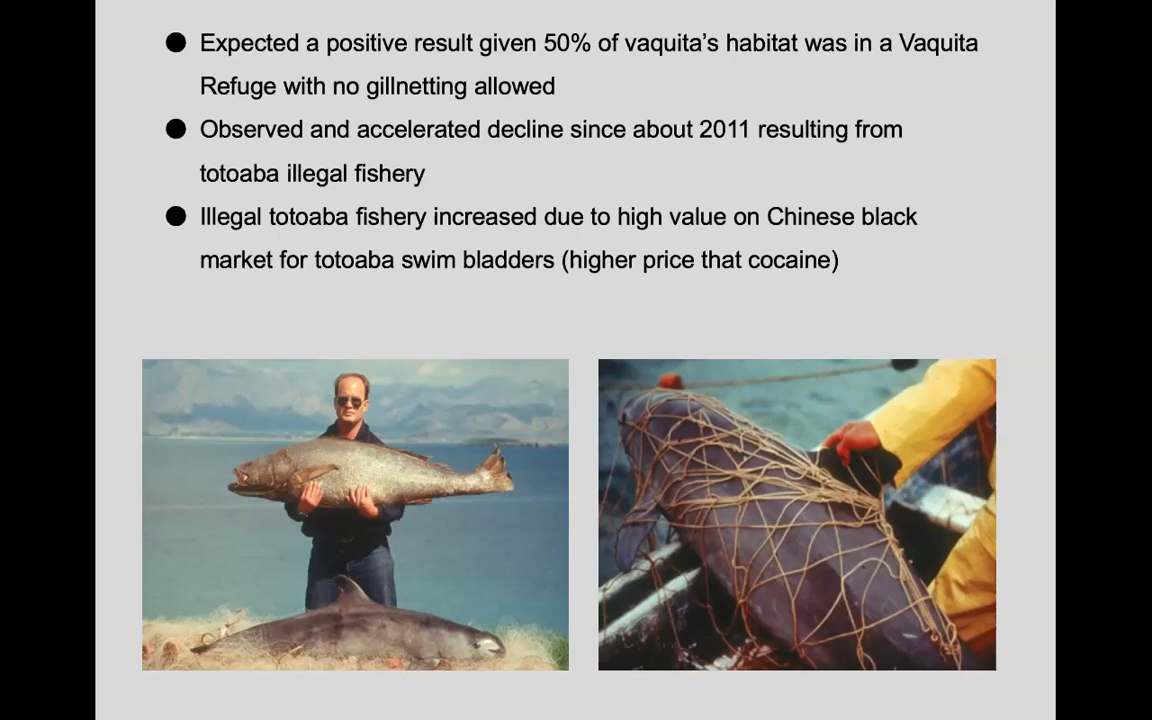 ● Expected a positive result given 50% of vaquita's habitat was in a Vaquita
Refuge with no gillnetting allowed
● Observed and accelerated decline since about 2011 resulting from
totoaba illegal fishery
● Illegal totoaba fishery increased due to high value on Chinese black
market for totoaba swim bladders (higher price that cocaine)